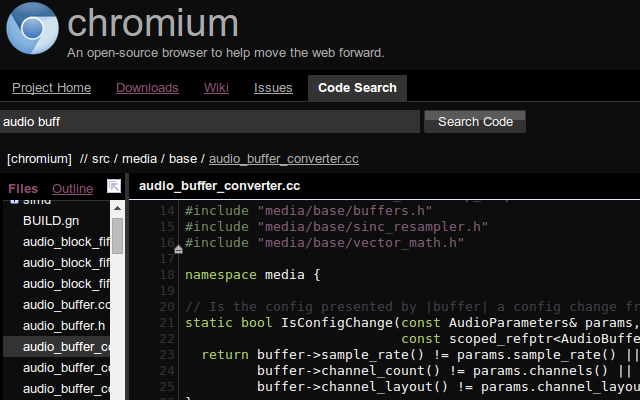 chromium
An open-source browser to help move the web forward.
Project Home Downloads Wiki Issues Code Search
audio buff Search Code
[chromium] // src / media / base / audio_buffer_converter.cc
Files Outline
simd
BUILD.gn
audio_block_fif
audio_block_fif
audio_block_fif
audio_buffer.cc
audio_buffer.h
audio_buffer_cc
audio_buffer_cc
audio_buffer_cc
audio_buffer_converter.cc
14 #include "media/base/buffers.h"
15 #include "media/base/sinc_resampler.h"
16 #include "media/base/vector_math.h"
17
18 namespace media {
19
20 // Is the config presented by |buffer| a config change fr
21 static bool IsConfigChange(const AudioParameters& params,
22 const scoped_refptr<AudioBuffe
23 return buffer->sample_rate() != params.sample_rate() ||
24 buffer->channel_count() != params.channels() ||
25 buffer->channel_layout() != params.channel_layou